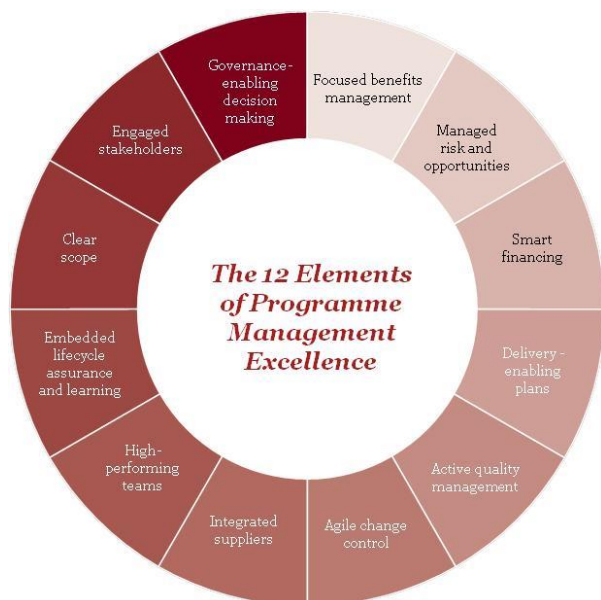 Governance-
enabling
decision
making
Focused benefits
management
Managed
risk and
opportunities
Smart
financing
Delivery-
enabling
plans
Active quality
management
Agile change
control
Integrated
suppliers
High-
performing
teams
Embedded
lifecycle
assurance
and learning
Clear
scope
Engaged
stakeholders
The 12 Elements
of Programme
Management
Excellence